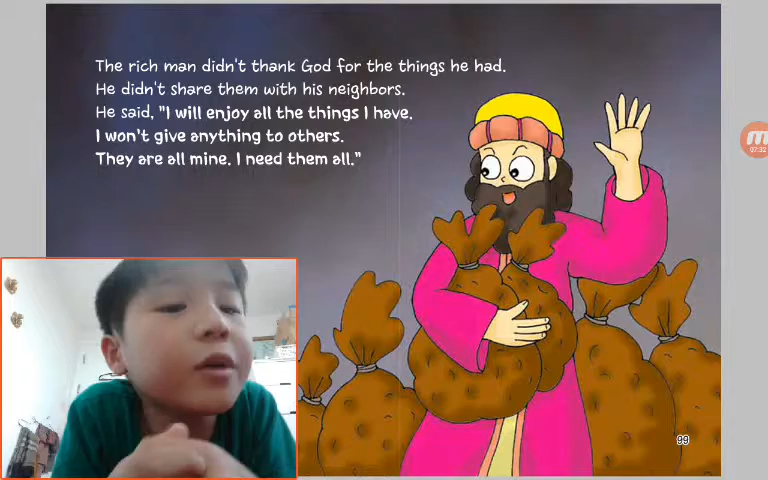 The rich man didn't thank God for the things he had.
He didn't share them with his neighbors.
He said, "I will enjoy all the things I have.
I won't give anything to others.
They are all mine. I need them all."
99
07:32